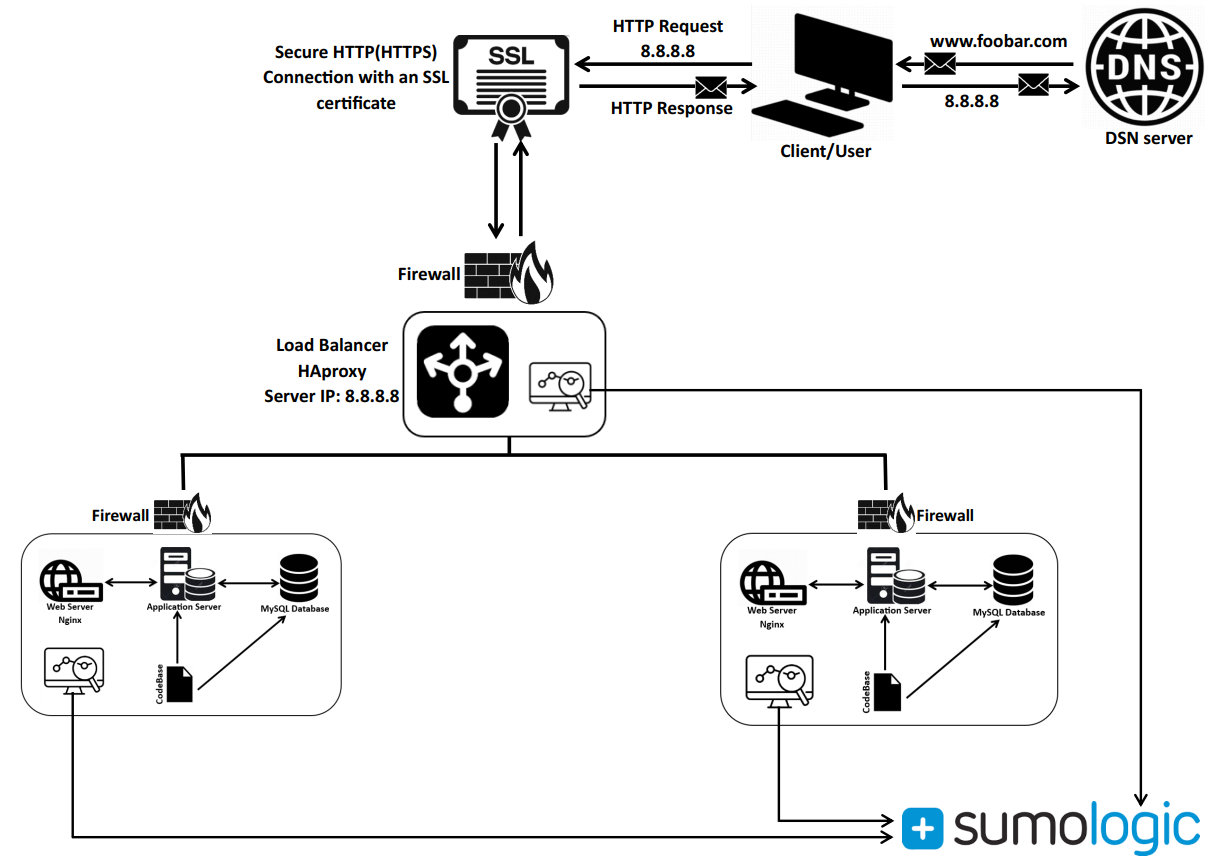 HTTP Request
8.8.8.8
HTTP Response
Secure HTTP(HTTPS)
Connection with an SSL
certificate
SSL
Client/User
www.foobar.com
8.8.8.8
DNS
DSN server
Firewall
Load Balancer
HAproxy
Server IP: 8.8.8.8
Firewall
Web Server
Nginx
Application Server
MySQL Database
CodeBase
Firewall
Web Server
Nginx
Application Server
MySQL Database
CodeBase
sumologic